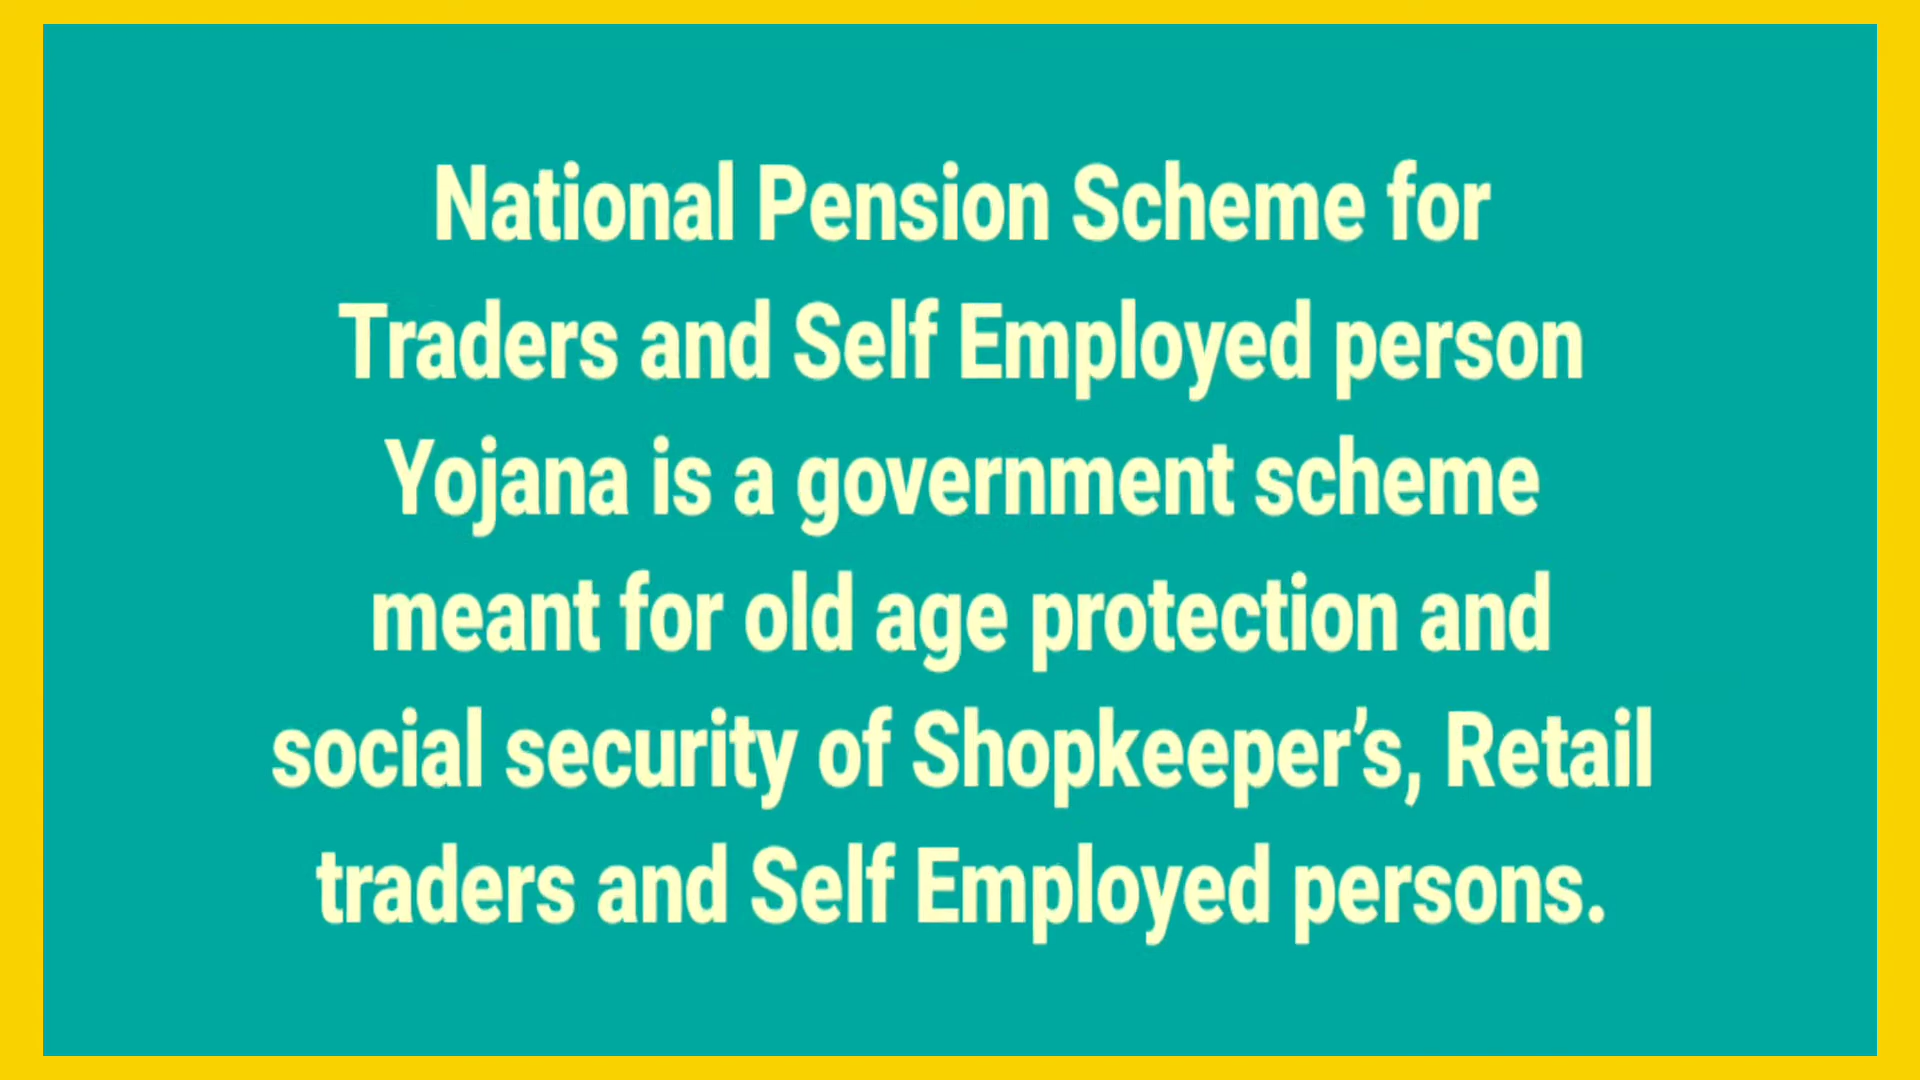 National Pension Scheme for
Traders and Self Employed person
Yojana is a government scheme
meant for old age protection and
social security of Shopkeeper’s, Retail
traders and Self Employed persons.